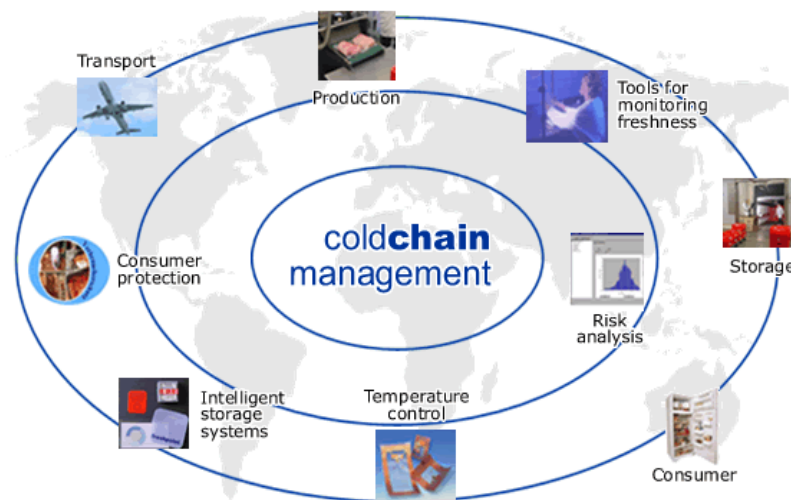 Transport
Production
Tools for
monitoring
freshness
coldchain
management
Consumer
protection
Storage
Risk
analysis
Intelligent
storage
systems
Temperature
control
Consumer